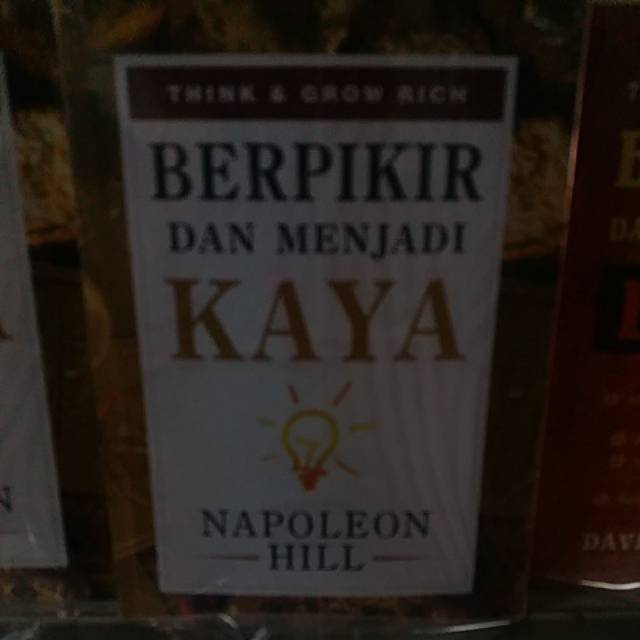 THINK & GROW RICH
BERPIKIR
DAN MENJADI
KAYA
NAPOLEON
HILL